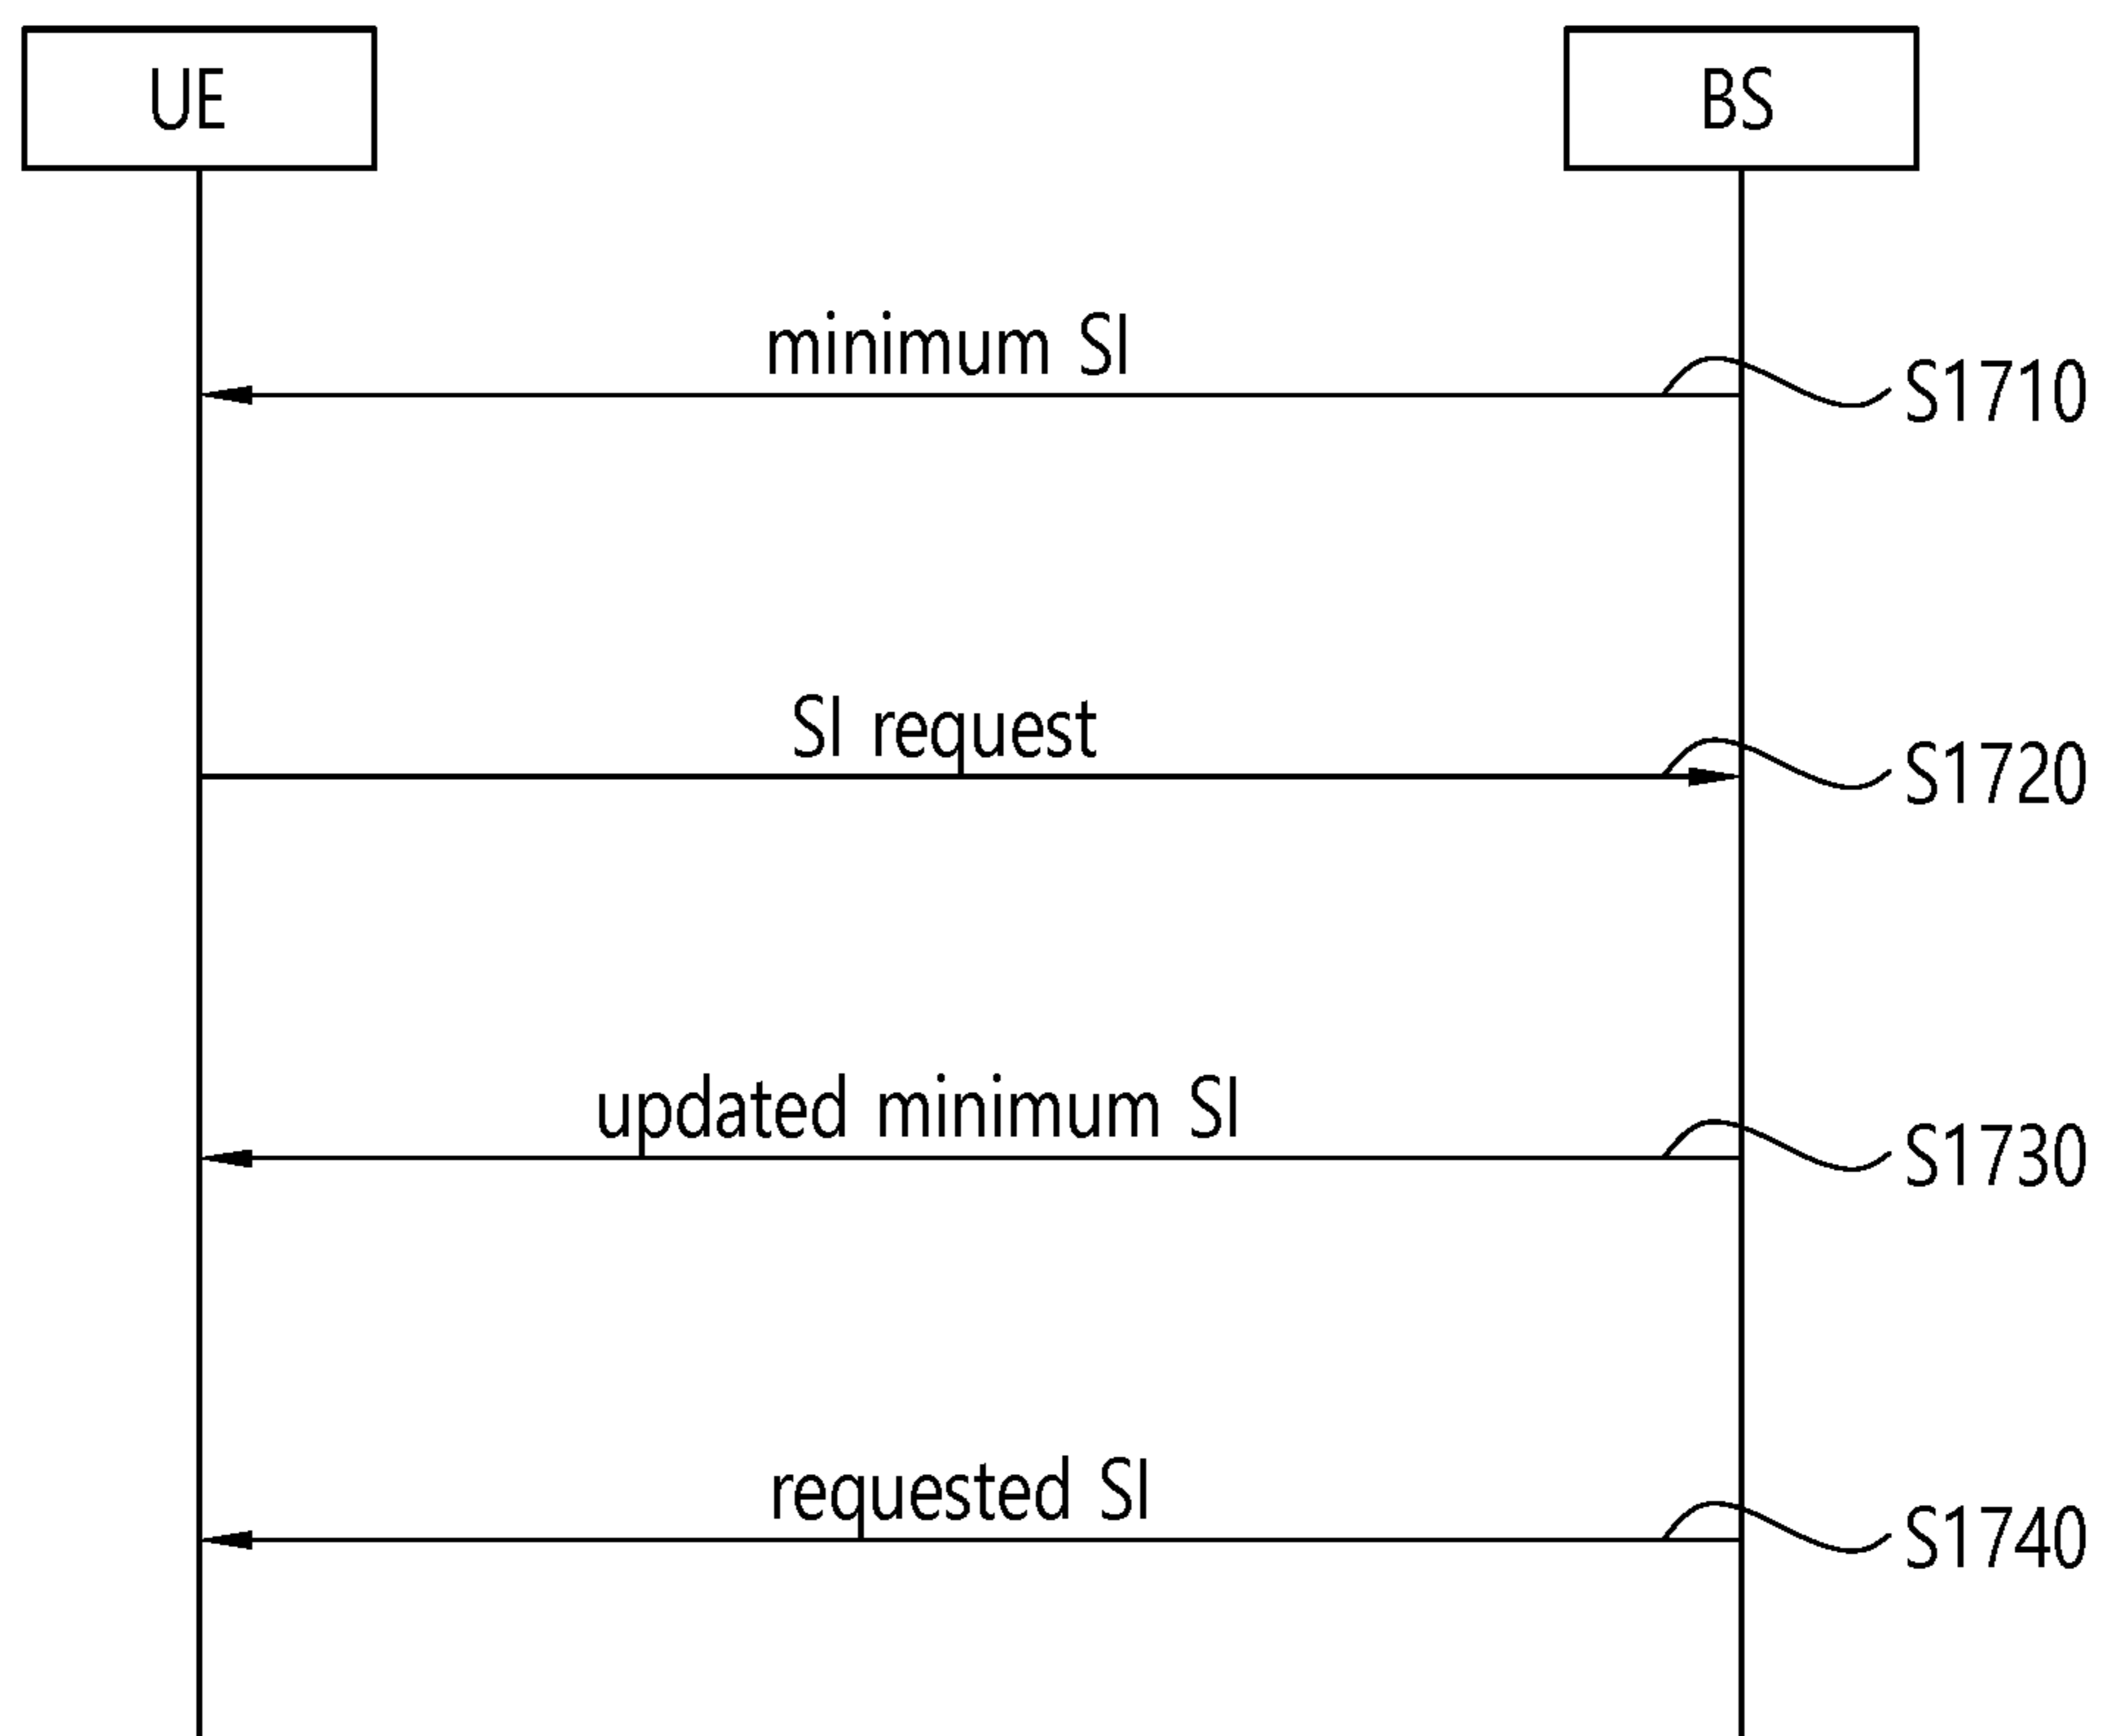 UE
BS
minimum SI
S1710
SI request
S1720
updated minimum SI
S1730
requested SI
S1740